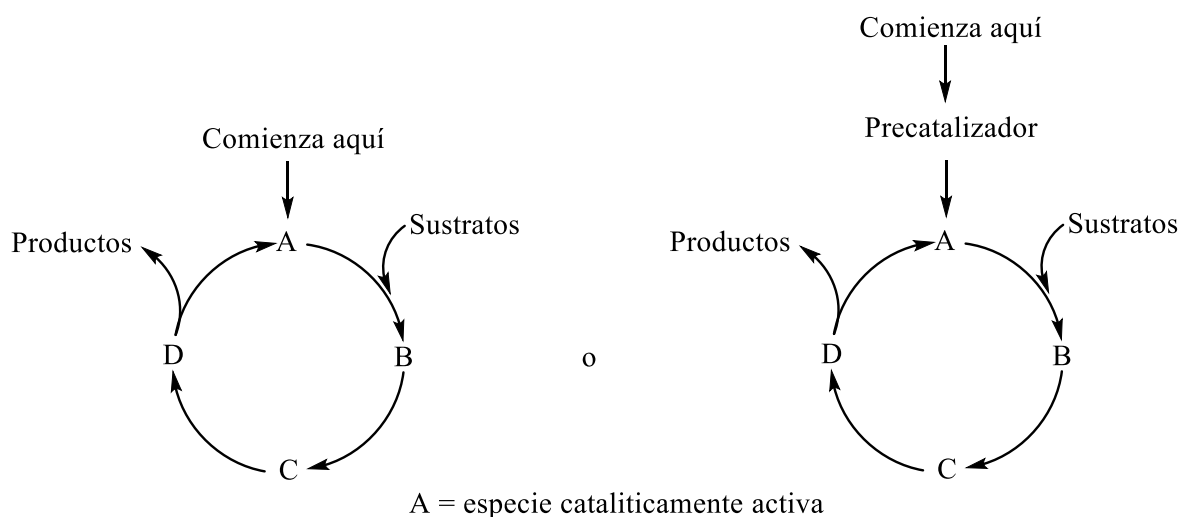 Comienza aquí
A
Sustratos
Productos
D
B
C
o
Comienza aquí
Precatalizador
A
Sustratos
Productos
D
B
C
A = especie cataliticamente activa